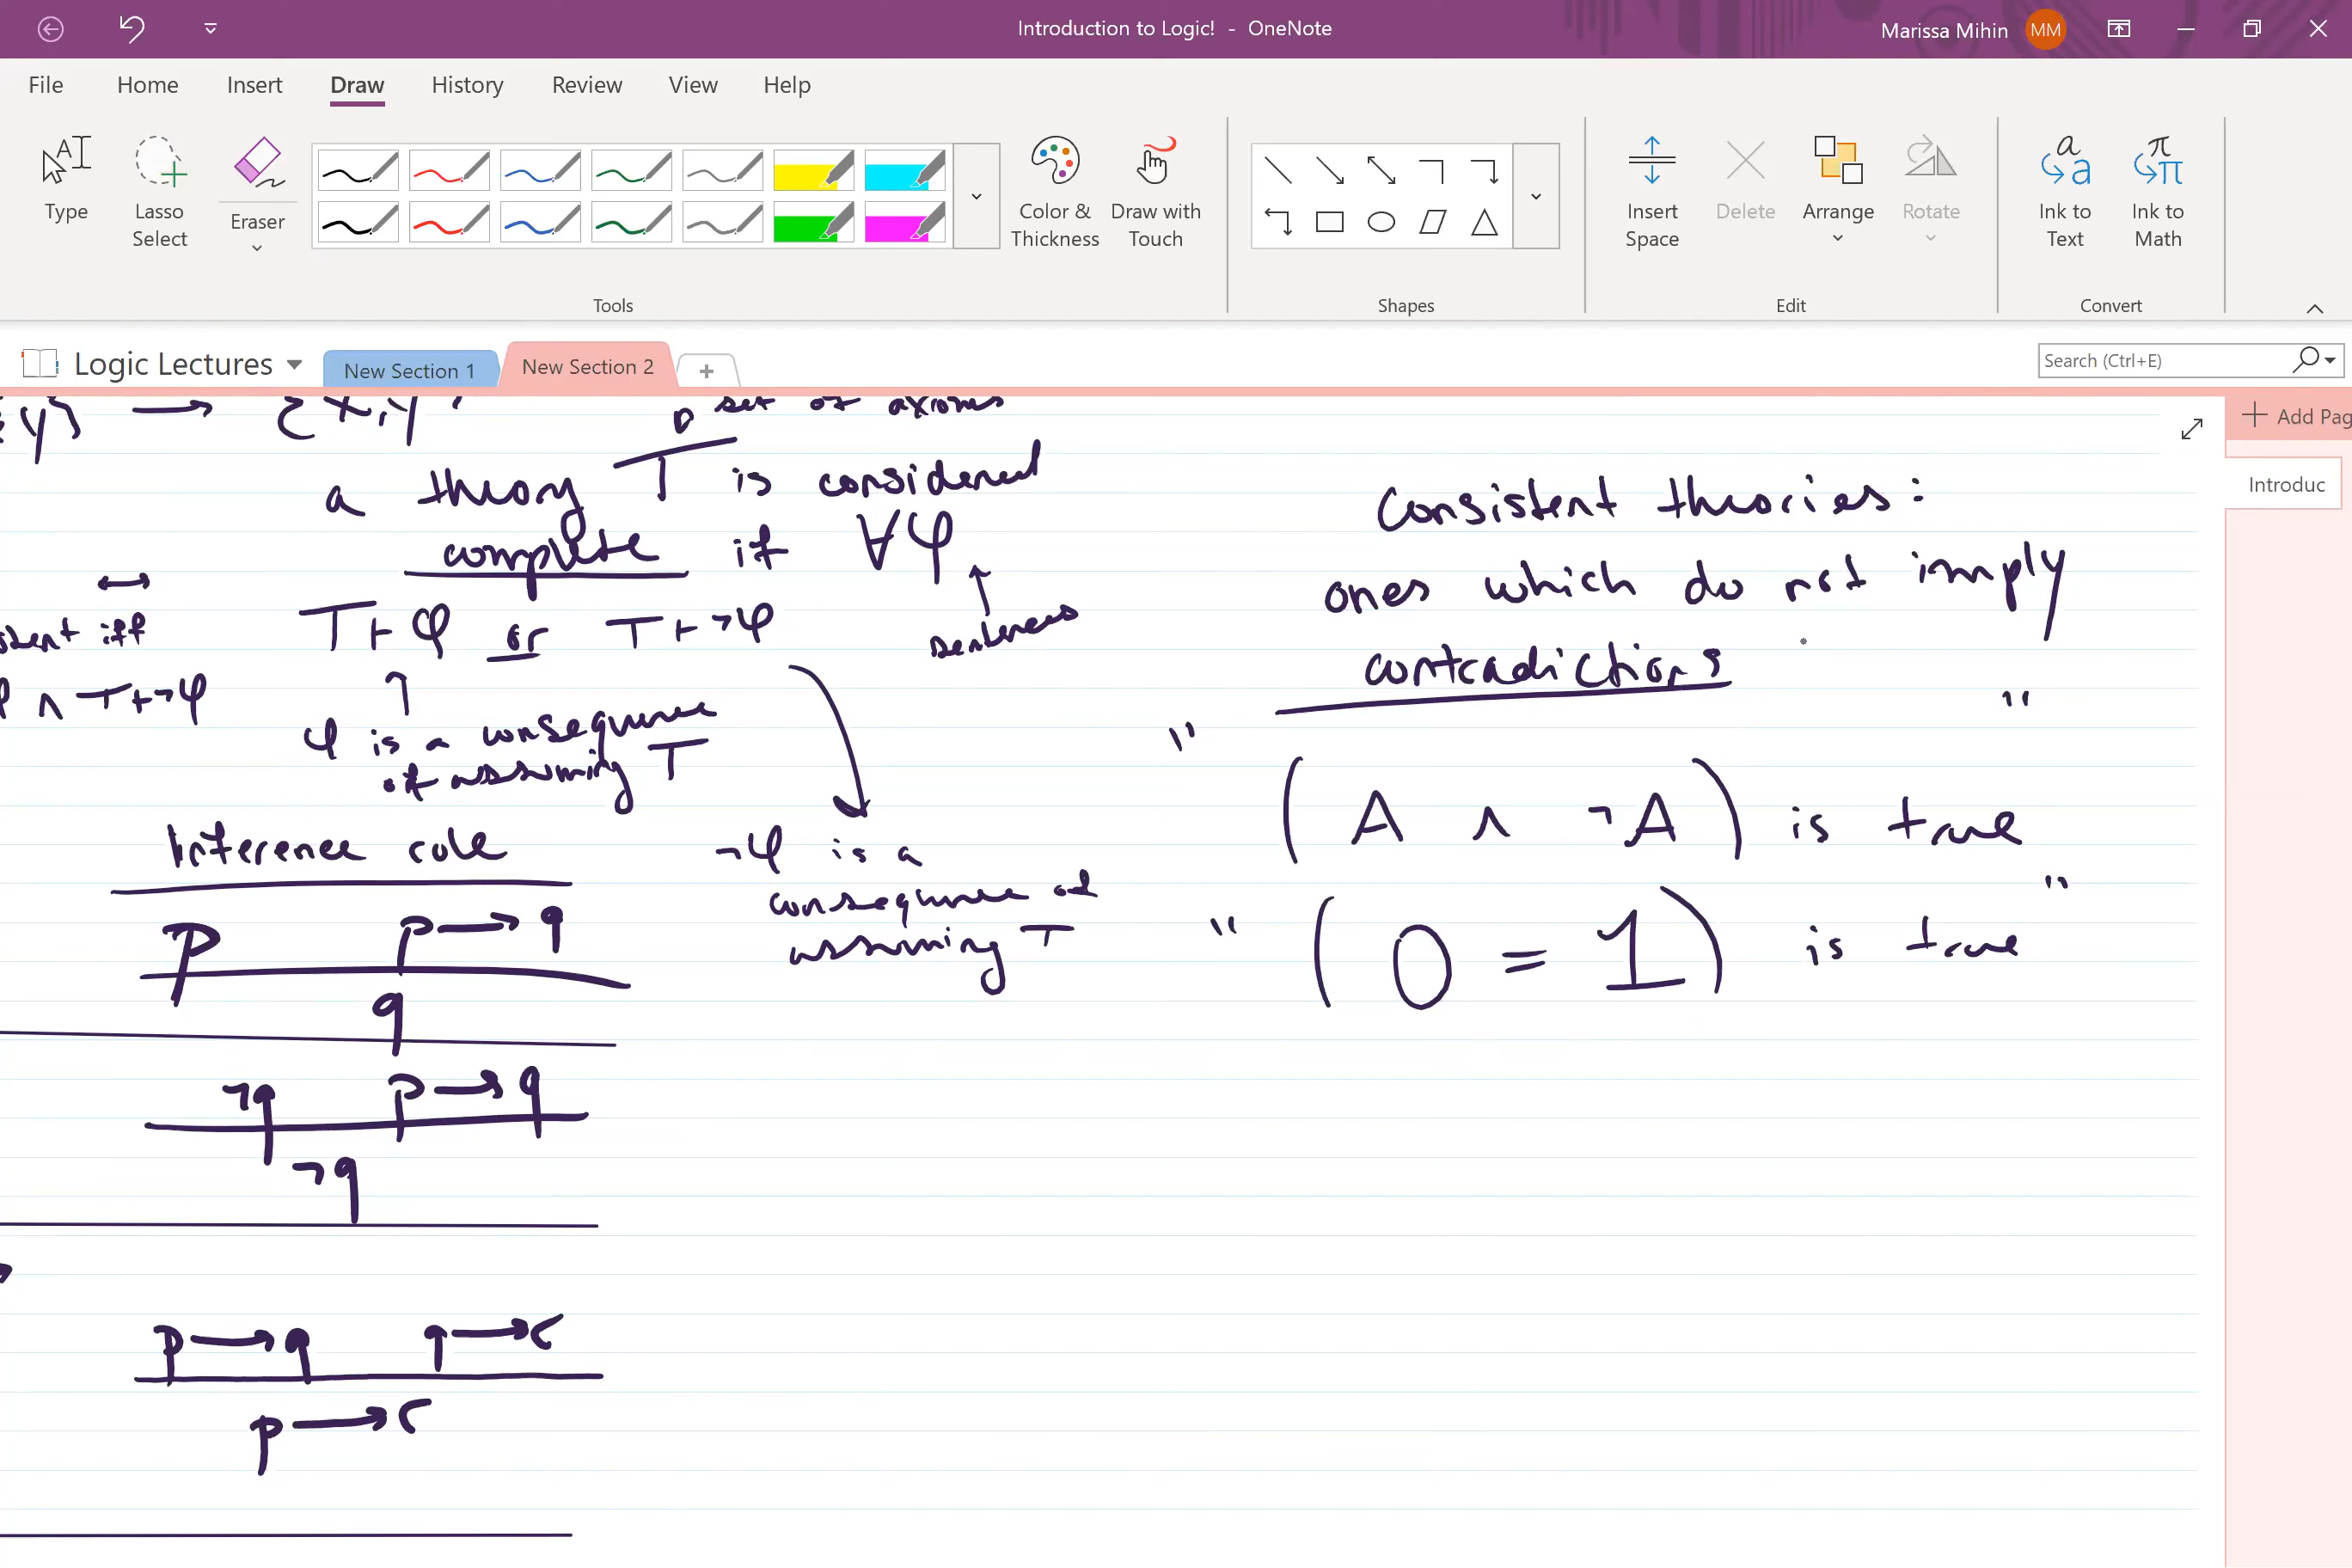 Introduction to Logic! - OneNote
Marissa Mihin MM
File Home Insert Draw History Review View Help
Type
Lasso Select
Eraser
Color & Thickness
Draw with Touch
Insert Space
Delete
Arrange
Rotate
Ink to Text
Ink to Math
Tools
Shapes
Edit
Convert
Logic Lectures
New Section 1
New Section 2
+
Search (Ctrl+E)
Add Pag
Introduc
y} → {x,y
set of axioms
a theory T is considered
complete if ∀φ
sentences
↔
iff
T ⊢ φ or T ⊢ ¬φ
φ ∧ T ⊢ ¬φ
φ is a consequence
of assuming T
¬φ is a
consequence of
assuming T
Inference rule
p p → q
q
¬q p → q
¬q
p → q q → r
p → r
Consistent theories:
ones which do not imply
contradictions
"(A ∧ ¬A) is true"
"(0 = 1) is true"